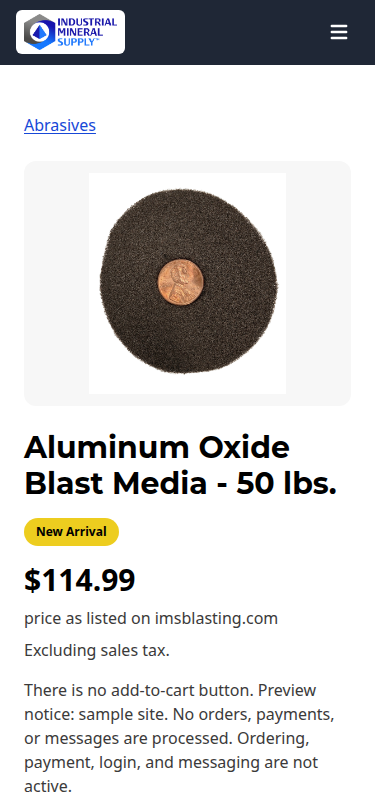 INDUSTRIAL
MINERAL
SUPPLY™
Abrasives
Aluminum Oxide
Blast Media - 50 lbs.
New Arrival
$114.99
price as listed on imsblasting.com
Excluding sales tax.
There is no add-to-cart button. Preview
notice: sample site. No orders, payments,
or messages are processed. Ordering,
payment, login, and messaging are not
active.